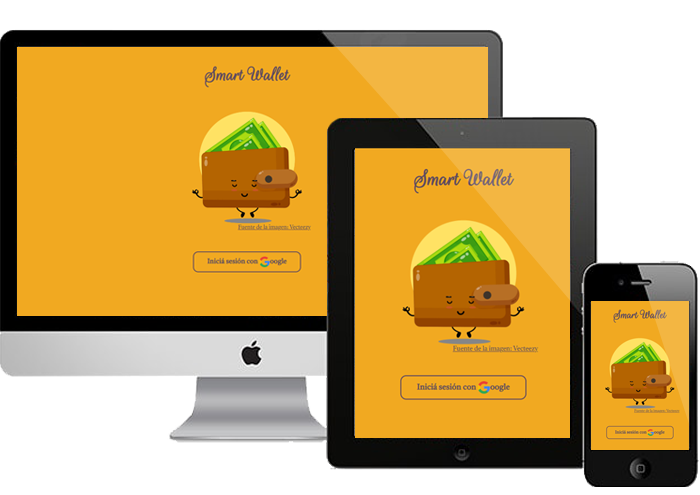 Smart Wallet
Fuente de la imagen: Vecteezy
Iniciá sesión con Google
Smart Wallet
Fuente de la imagen: Vecteezy
Iniciá sesión con Google
Smart Wallet
Fuente de la imagen: Vecteezy
Iniciá sesión con Google